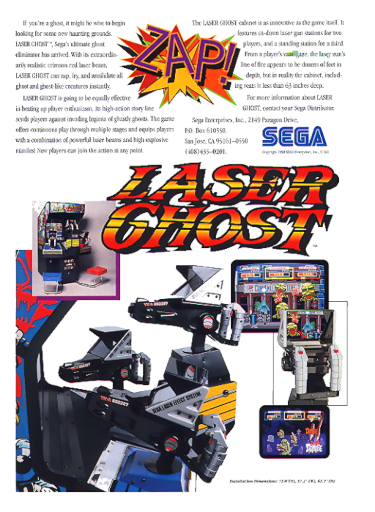 If you're a ghost, it might be wise to begin
looking for some new haunting grounds.
LASER GHOST™, Sega's ultimate ghost
eliminator has arrived. With its extraordin-
arily realistic crimson red laser beam,
LASER GHOST can zap, fry, and annihilate all
ghost and ghost-like creatures instantly.
LASER GHOST is going to be equally effective
in besting up player enthusiasm. Its high-action story line
sends players against invading legions of ghastly ghosts. The game
offers continuous play through multiple stages and equips players
with a combination of powerful laser beams and high explosive
missiles! New players can join the action at any point.
ZAP!
The LASER GHOST cabinet is as innovative as the game itself. It
features sit-down laser gun stations for two
players, and a standing station for a third.
From a player's vantage, the laser gun's
line of fire appears to be dozens of feet in
depth, but in reality the cabinet, includ-
ing seats is less than 63 inches deep.
For more information about LASER
GHOST, contact your Sega Distributor.
Sega Enterprises, Inc., 2149 Paragon Drive,
P.O. Box 610550,
San Jose, CA 95161-0550
(408)435-0201.
SEGA
LASER
GHOST